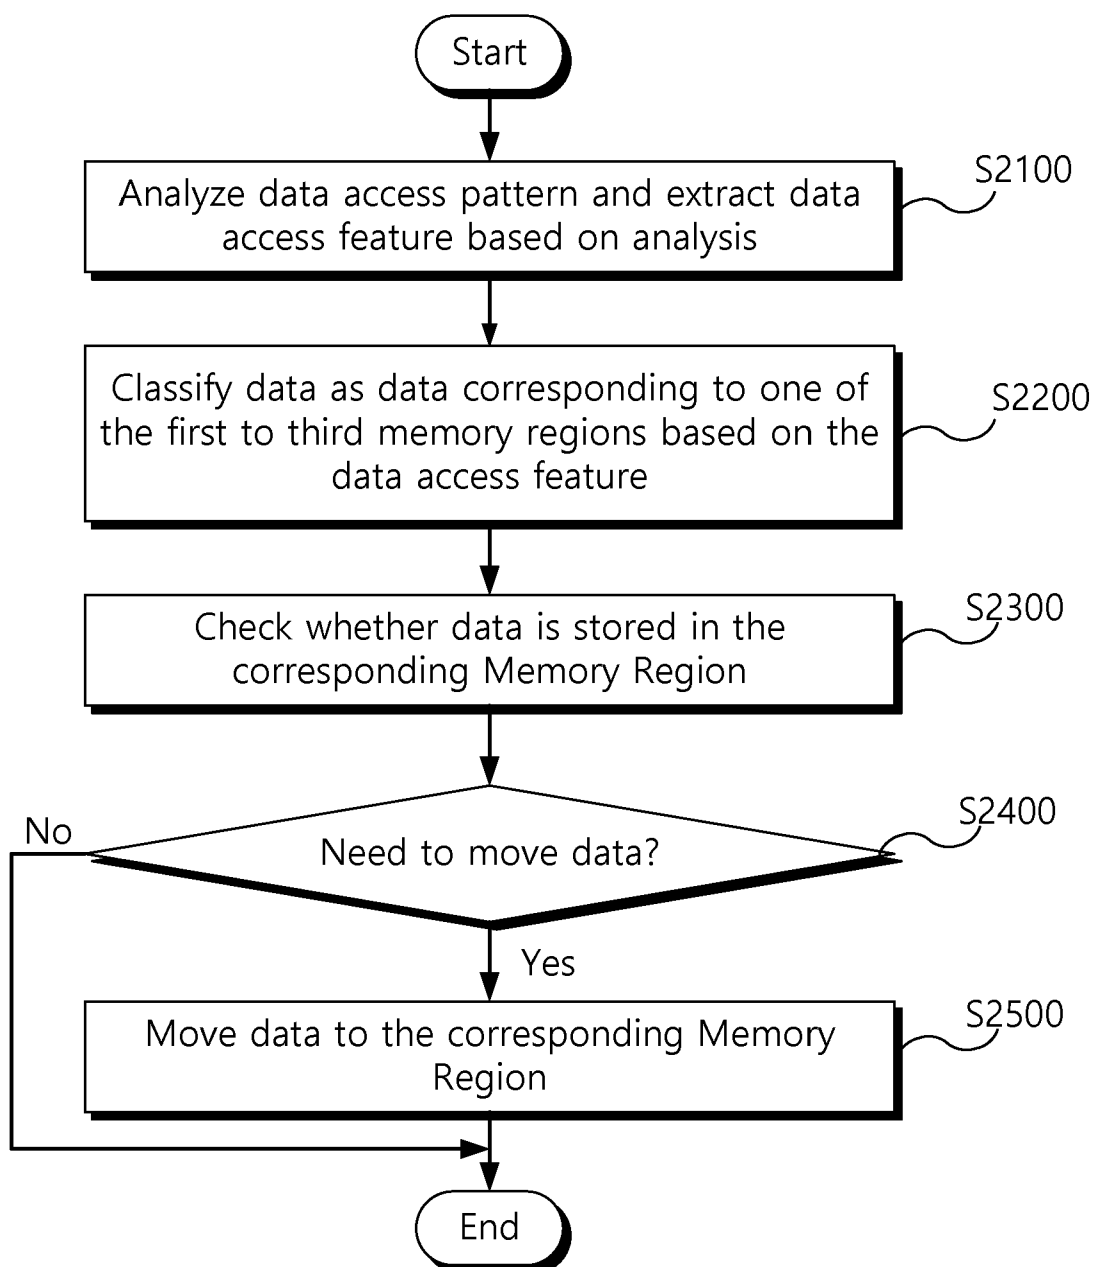 Start
Analyze data access pattern and extract data
access feature based on analysis
S2100
Classify data as data corresponding to one of
the first to third memory regions based on the
data access feature
S2200
Check whether data is stored in the
corresponding Memory Region
S2300
Need to move data?
S2400
No
Yes
Move data to the corresponding Memory
Region
S2500
End